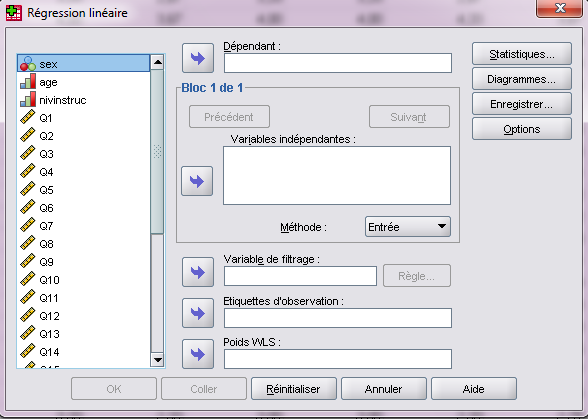 Régression linéaire
sex
age
nivinstruc
Q1
Q2
Q3
Q4
Q5
Q6
Q7
Q8
Q9
Q10
Q11
Q12
Q13
Q14
Dépendant :
Bloc 1 de 1
Précédent
Suivant
Variables indépendantes :
Méthode :
Entrée
Variable de filtrage :
Règle...
Etiquettes d'observation :
Poids WLS :
Statistiques...
Diagrammes...
Enregistrer...
Options
OK
Coller
Réinitialiser
Annuler
Aide